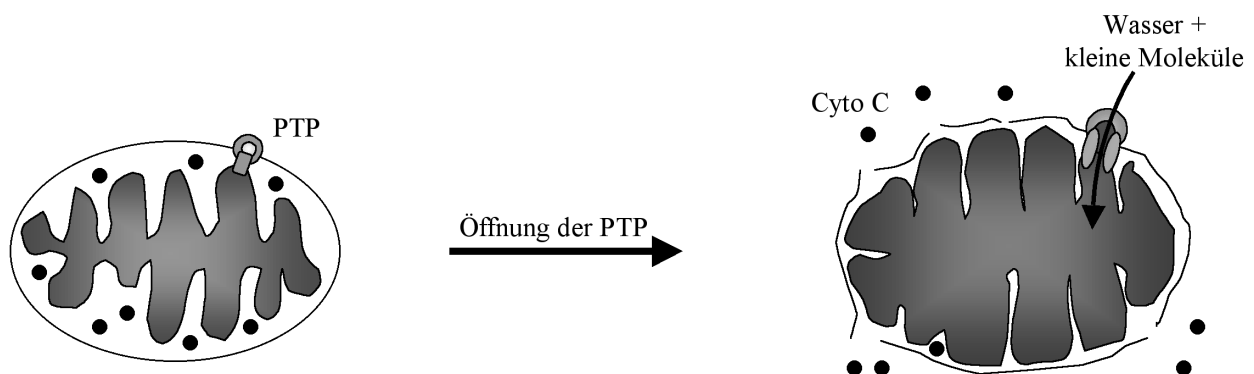 PTP
Öffnung der PTP
Cyto C
Wasser +
kleine Moleküle